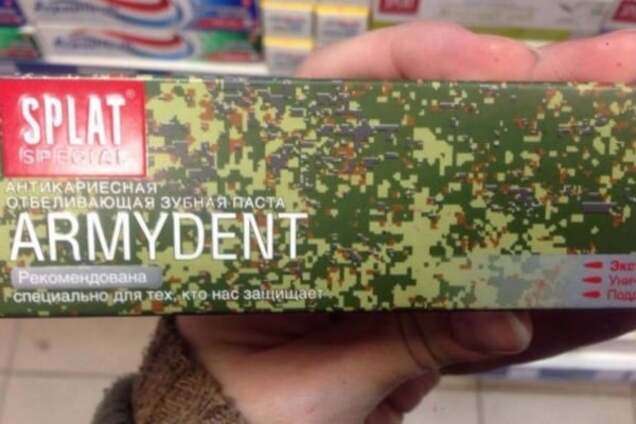 SPLAT
SPECIAL
АНТИКАРИЕСНАЯ
ОТБЕЛИВАЮЩАЯ ЗУБНАЯ ПАСТА
ARMYDENT
Рекомендована
специально для тех, кто нас защищает